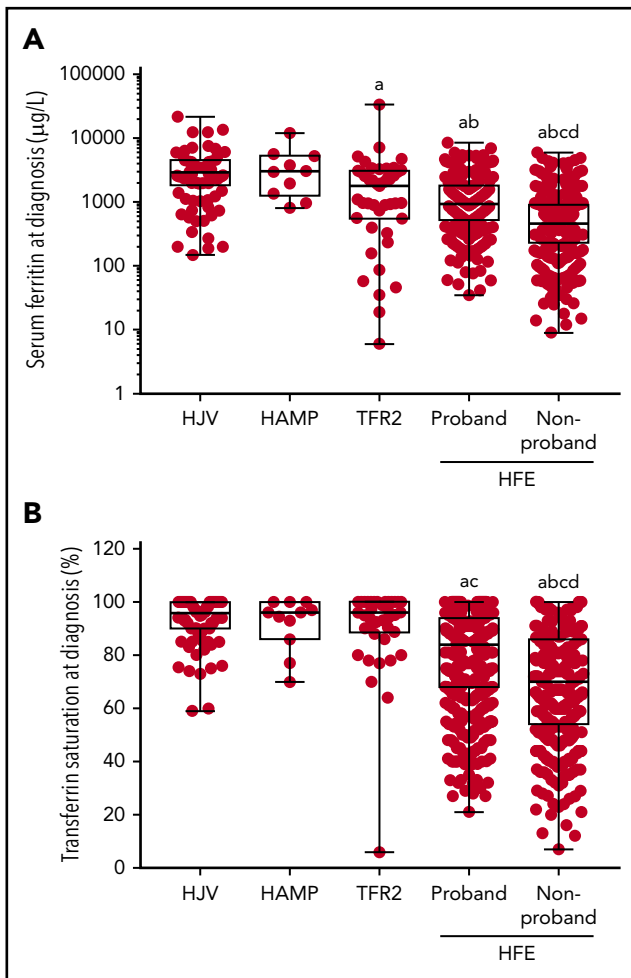 A
Serum ferritin at diagnosis (µg/L)
100000
10000
1000
100
10
1
a
ab
abcd
HJV
HAMP
TFR2
Proband
Non-
proband
HFE
B
Transferrin saturation at diagnosis (%)
120
100
80
60
40
20
0
ac
abcd
HJV
HAMP
TFR2
Proband
Non-
proband
HFE